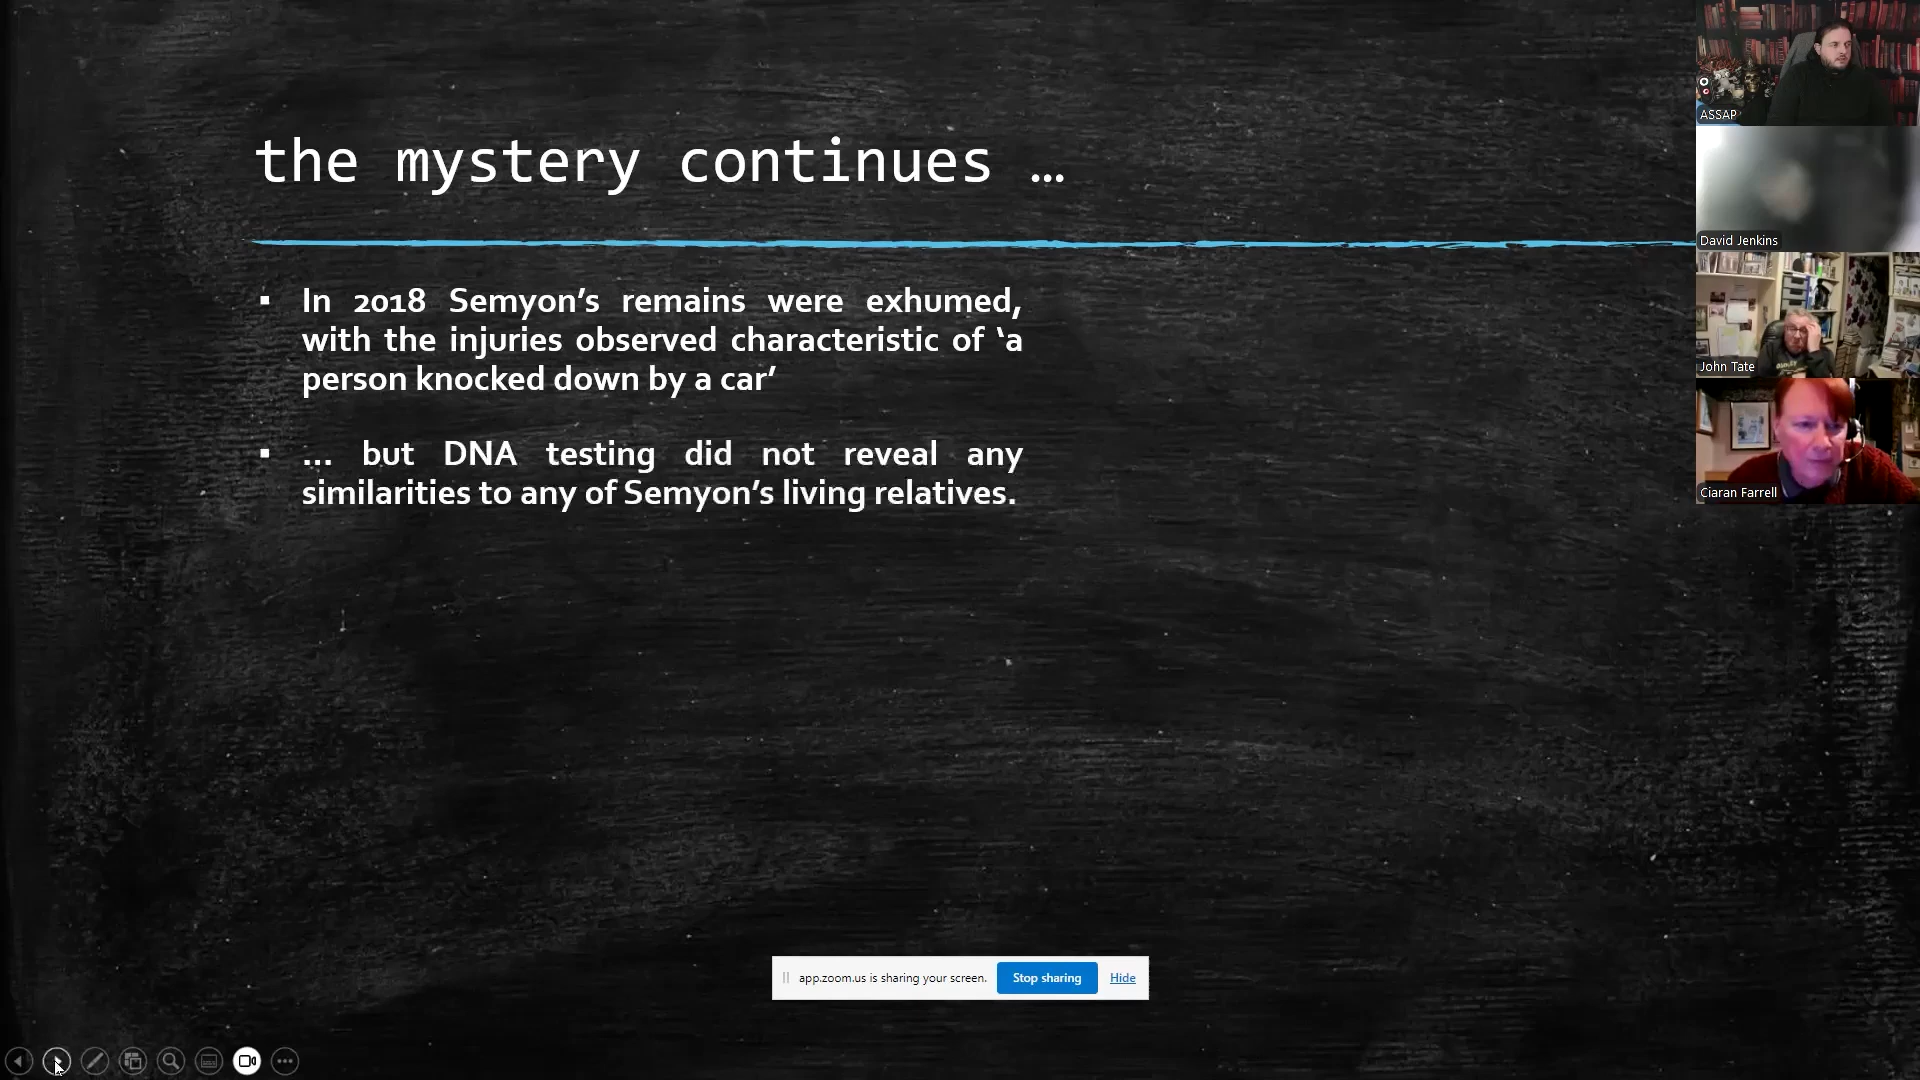 the mystery continues …
▪ In 2018 Semyon’s remains were exhumed,
with the injuries observed characteristic of ‘a
person knocked down by a car’
▪ … but DNA testing did not reveal any
similarities to any of Semyon’s living relatives.
ASSAP
David Jenkins
John Tate
Ciaran Farrell
app.zoom.us is sharing your screen. Stop sharing Hide